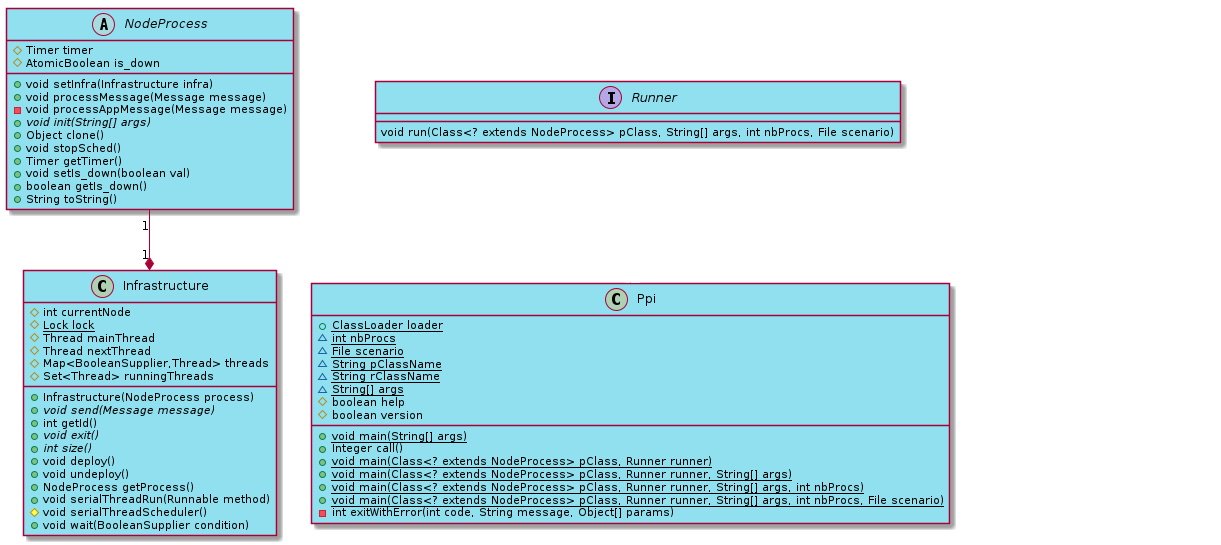 A NodeProcess
Timer timer
AtomicBoolean is_down
void setInfra(Infrastructure infra)
void processMessage(Message message)
void processAppMessage(Message message)
void init(String[] args)
Object clone()
void stopSched()
Timer getTimer()
void setIs_down(boolean val)
boolean getIs_down()
String toString()
I Runner
void run(Class<? extends NodeProcess> pClass, String[] args, int nbProcs, File scenario)
1
1
C Infrastructure
int currentNode
Lock lock
Thread mainThread
Thread nextThread
Map<BooleanSupplier,Thread> threads
Set<Thread> runningThreads
Infrastructure(NodeProcess process)
void send(Message message)
int getId()
void exit()
int size()
void deploy()
void undeploy()
NodeProcess getProcess()
void serialThreadRun(Runnable method)
void serialThreadScheduler()
void wait(BooleanSupplier condition)
C Ppi
ClassLoader loader
int nbProcs
File scenario
String pClassName
String rClassName
String[] args
boolean help
boolean version
void main(String[] args)
Integer call()
void main(Class<? extends NodeProcess> pClass, Runner runner)
void main(Class<? extends NodeProcess> pClass, Runner runner, String[] args)
void main(Class<? extends NodeProcess> pClass, Runner runner, String[] args, int nbProcs)
void main(Class<? extends NodeProcess> pClass, Runner runner, String[] args, int nbProcs, File scenario)
int exitWithError(int code, String message, Object[] params)